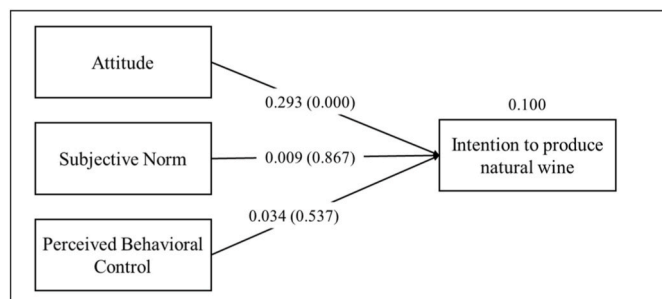 Attitude
0.293 (0.000)
0.100
Subjective Norm
0.009 (0.867)
Intention to produce
natural wine
0.034 (0.537)
Perceived Behavioral
Control